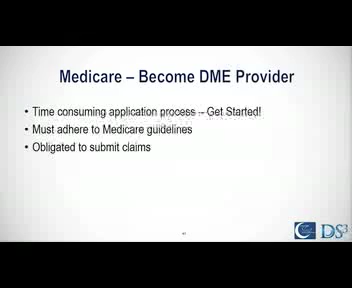 Medicare – Become DME Provider
• Time consuming application process – Get Started!
• Must adhere to Medicare guidelines
• Obligated to submit claims
DS3